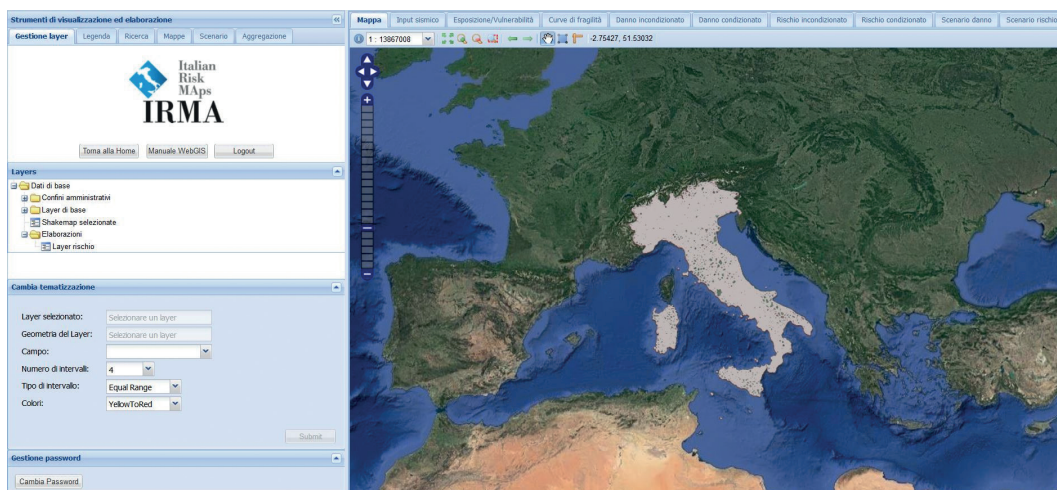 Strumenti di visualizzazione ed elaborazione
Gestione layer Legenda Ricerca Mappe Scenario Aggregazione
Italian
Risk
MAps
IRMA
Torna alla Home Manuale WebGIS Logout
Layers
Dati di base
Confini amministrativi
Layer di base
Shakemap selezionate
Elaborazioni
Layer rischio
Cambia tematizzazione
Layer selezionato: Selezionare un layer
Geometria del Layer: Selezionare un layer
Campo:
Numero di intervalli: 4
Tipo di intervallo: Equal Range
Colori: YellowToRed
Submit
Gestione password
Cambia Password
Mappa Input sismico Esposizione/Vulnerabilità Curve di fragilità Danno incondizionato Danno condizionato Rischio incondizionato Rischio condizionato Scenario danno Scenario rischio
1 : 13867008 -2.75427, 51.53032